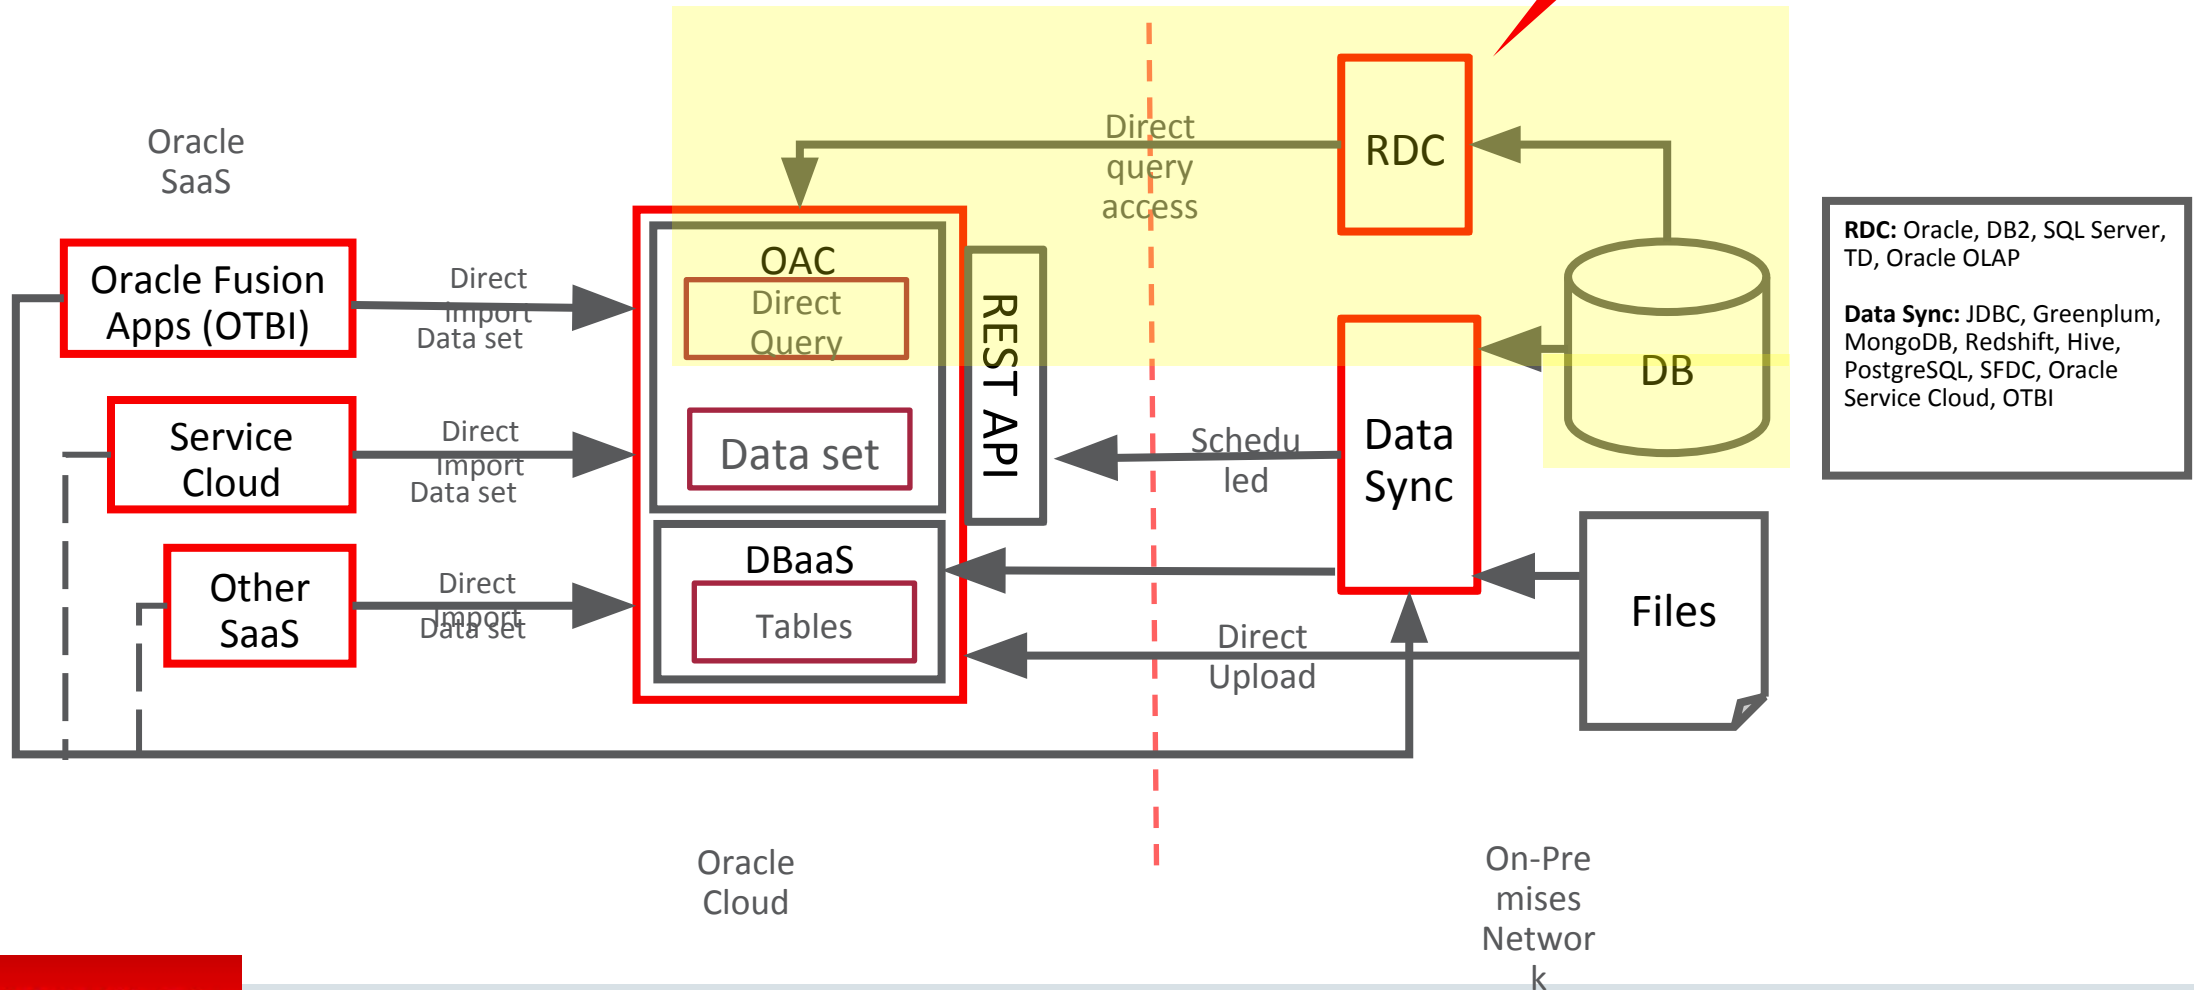 Oracle
SaaS
Oracle Fusion
Apps (OTBI)
Direct
Import
Data set
Service
Cloud
Direct
Import
Data set
Other
SaaS
Direct
Import
Data set
OAC
Direct
Query
Data set
DBaaS
Tables
REST API
Direct
query
access
RDC
Schedu
led
Data
Sync
DB
Direct
Upload
Files
RDC: Oracle, DB2, SQL Server,
TD, Oracle OLAP
Data Sync: JDBC, Greenplum,
MongoDB, Redshift, Hive,
PostgreSQL, SFDC, Oracle
Service Cloud, OTBI
Oracle
Cloud
On-Pre
mises
Networ
k